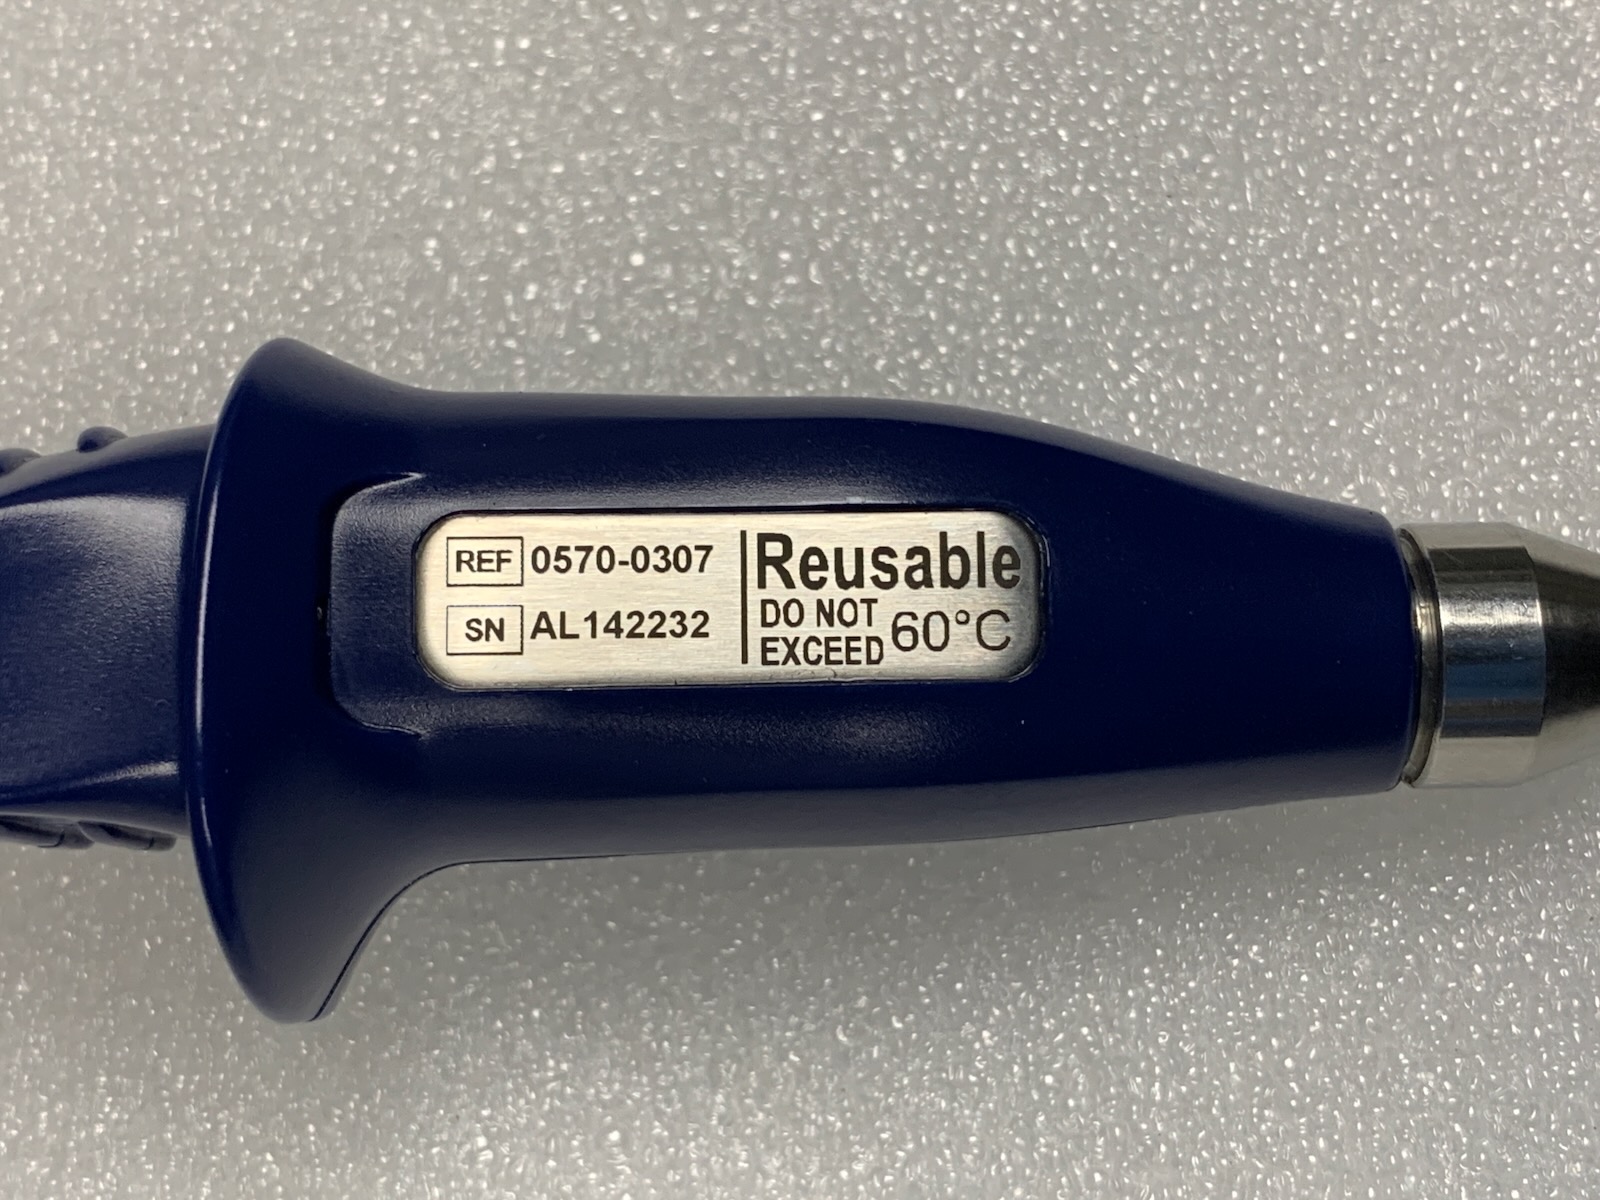 REF 0570-0307
SN AL142232
Reusable
DO NOT
EXCEED 60°C